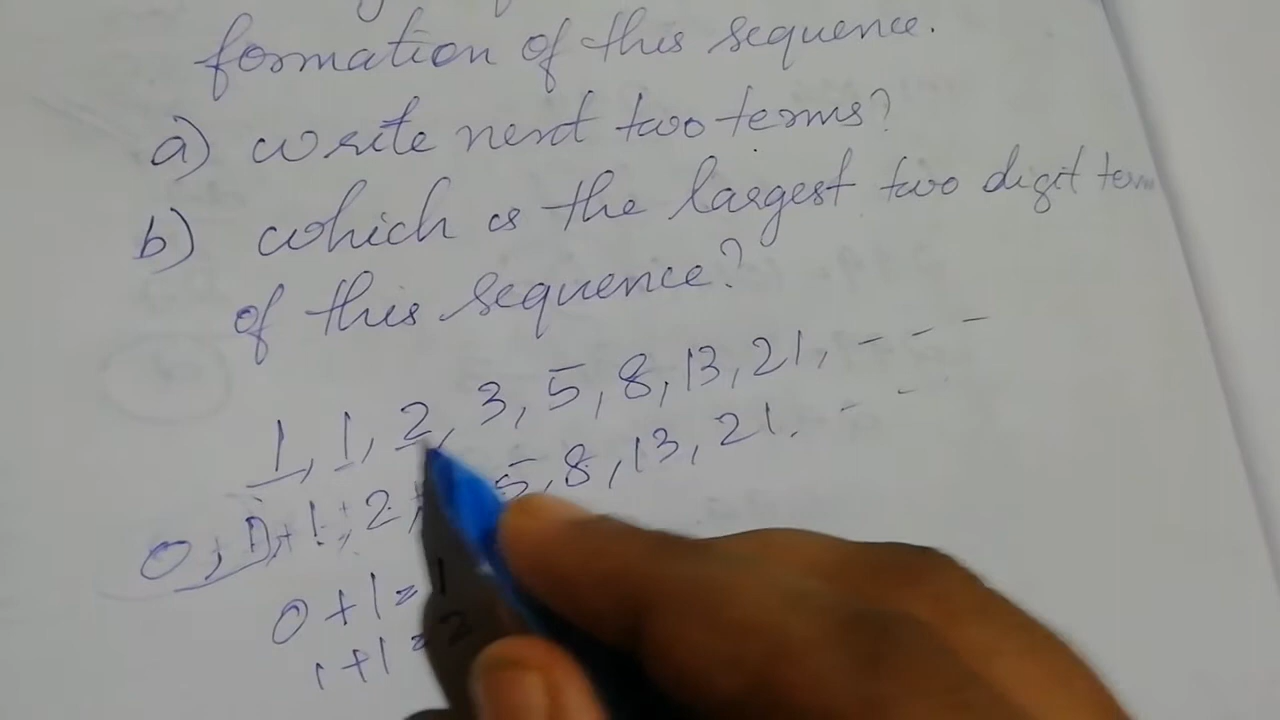 formation of this sequence.
a) write next two terms?
b) which is the largest two digit term
of this sequence?
1, 1, 2, 3, 5, 8, 13, 21, - - -
0, 1, 1, 2, 5, 8, 13, 21. - -
0 + 1 = 1
1 + 1 = 2